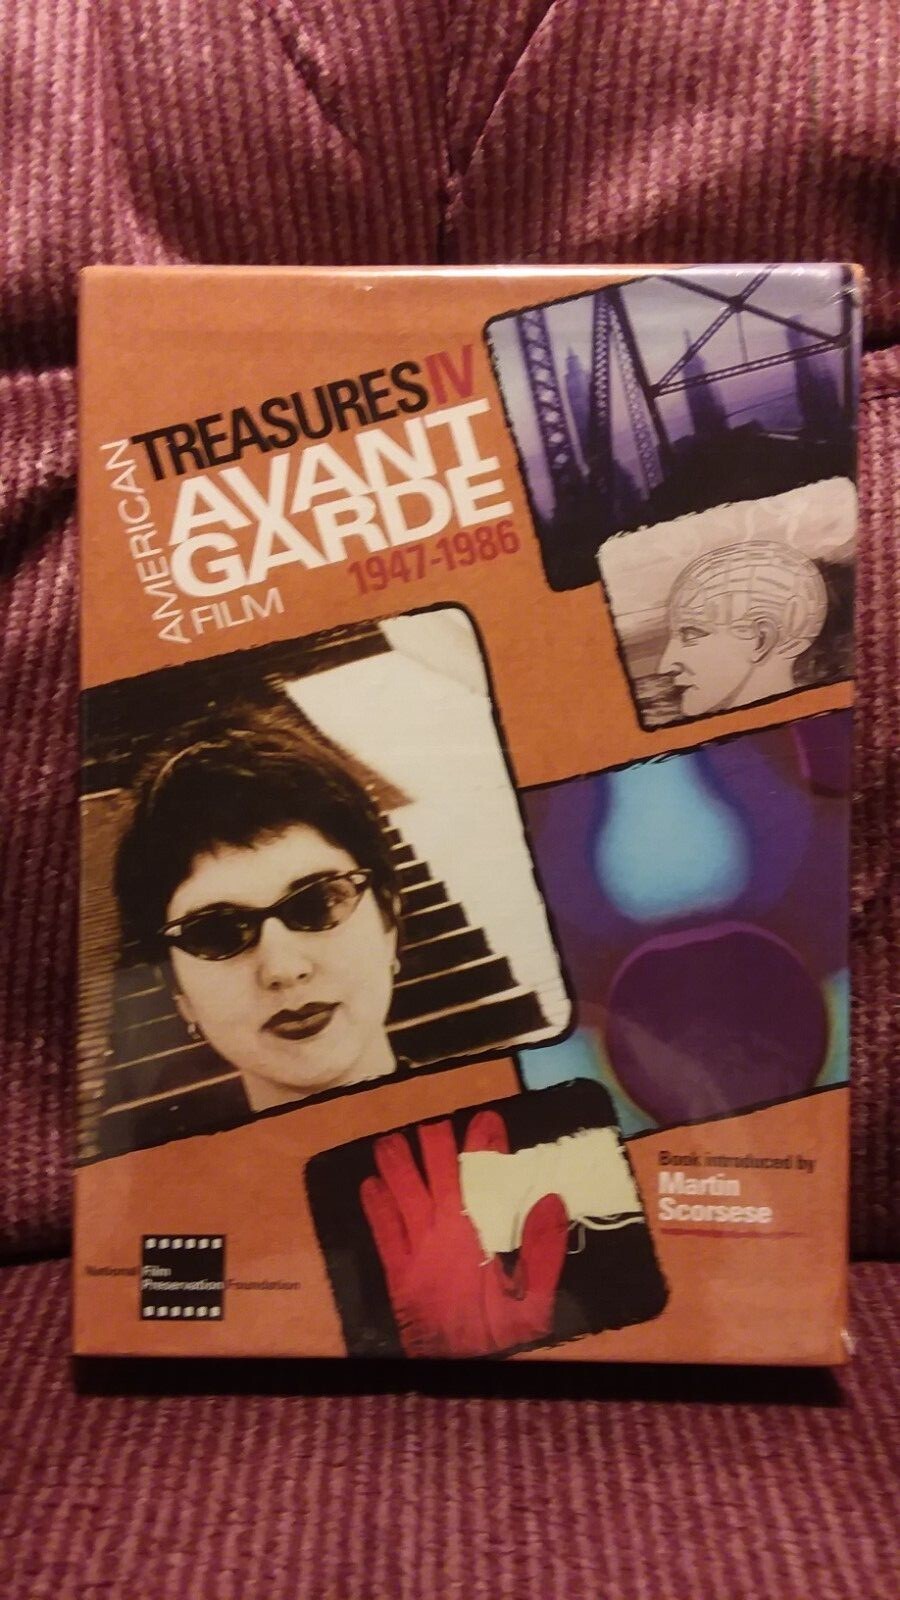 TREASURES IV
AMERICAN
AVANT
GARDE
FILM
1947-1986
Book introduced by
Martin
Scorsese
National Film
Preservation Foundation